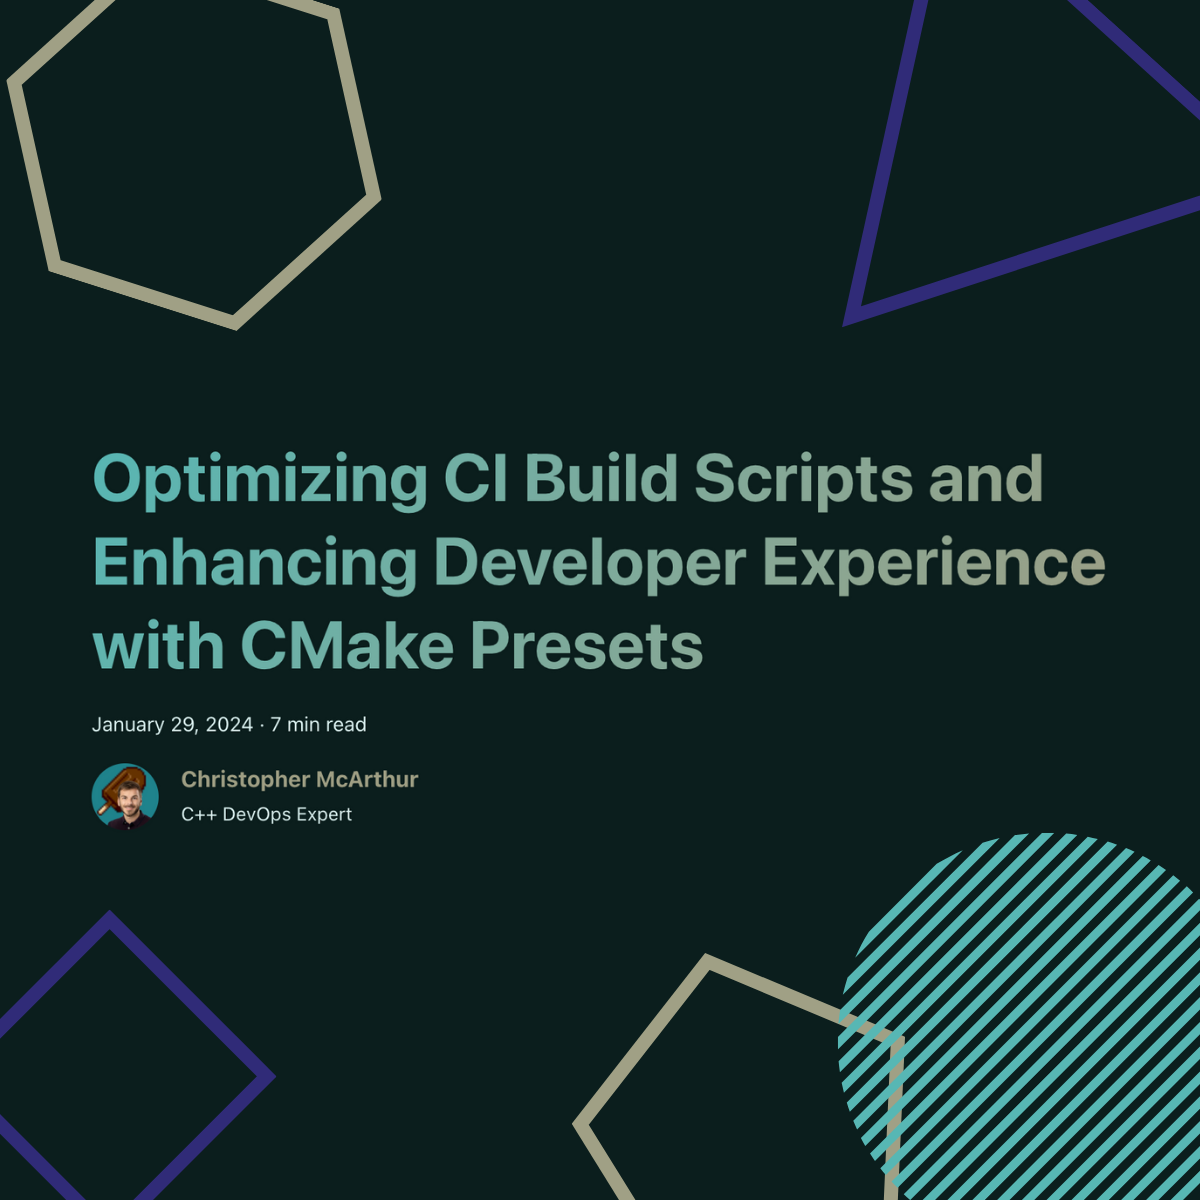 Optimizing CI Build Scripts and
Enhancing Developer Experience
with CMake Presets
January 29, 2024 · 7 min read
Christopher McArthur
C++ DevOps Expert